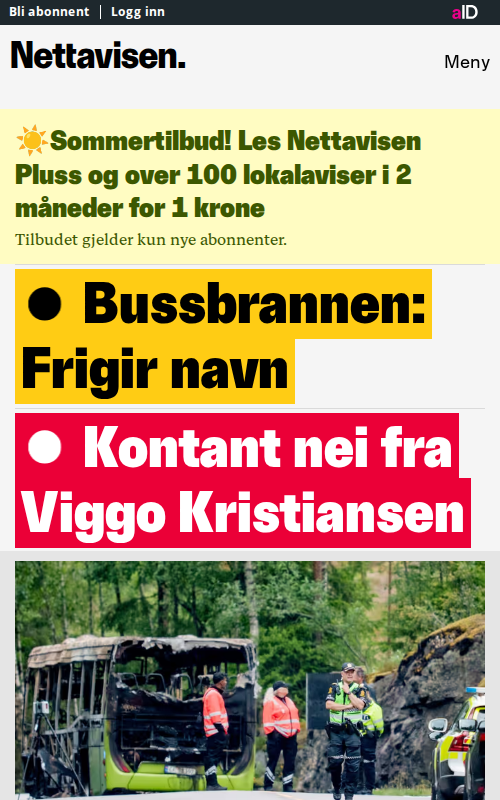 Bli abonnent
Logg inn
aID
Nettavisen.
Meny
☀️Sommertilbud! Les Nettavisen
Pluss og over 100 lokalaviser i 2
måneder for 1 krone
Tilbudet gjelder kun nye abonnenter.
● Bussbrannen:
Frigir navn
● Kontant nei fra
Viggo Kristiansen